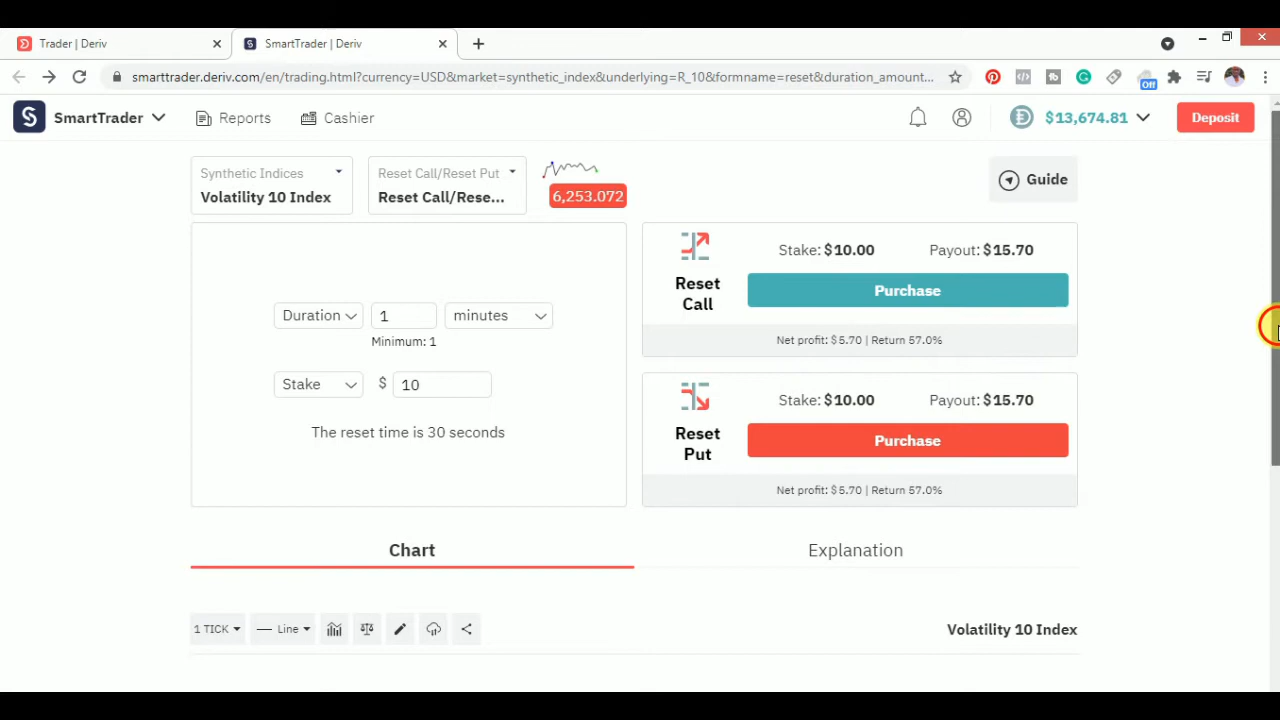 Trader | Deriv
SmartTrader | Deriv
smarttrader.deriv.com/en/trading.html?currency=USD&market=synthetic_index&underlying=R_10&formname=reset&duration_amount...
Off
S SmartTrader
Reports
Cashier
$13,674.81
Deposit
Synthetic Indices
Volatility 10 Index
Reset Call/Reset Put
Reset Call/Rese...
6,253.072
Guide
Duration
1
minutes
Minimum: 1
Stake
$
10
The reset time is 30 seconds
Reset Call
Stake: $10.00
Payout: $15.70
Purchase
Net profit: $5.70 | Return 57.0%
Reset Put
Stake: $10.00
Payout: $15.70
Purchase
Net profit: $5.70 | Return 57.0%
Chart
Explanation
1 TICK
Line
Volatility 10 Index